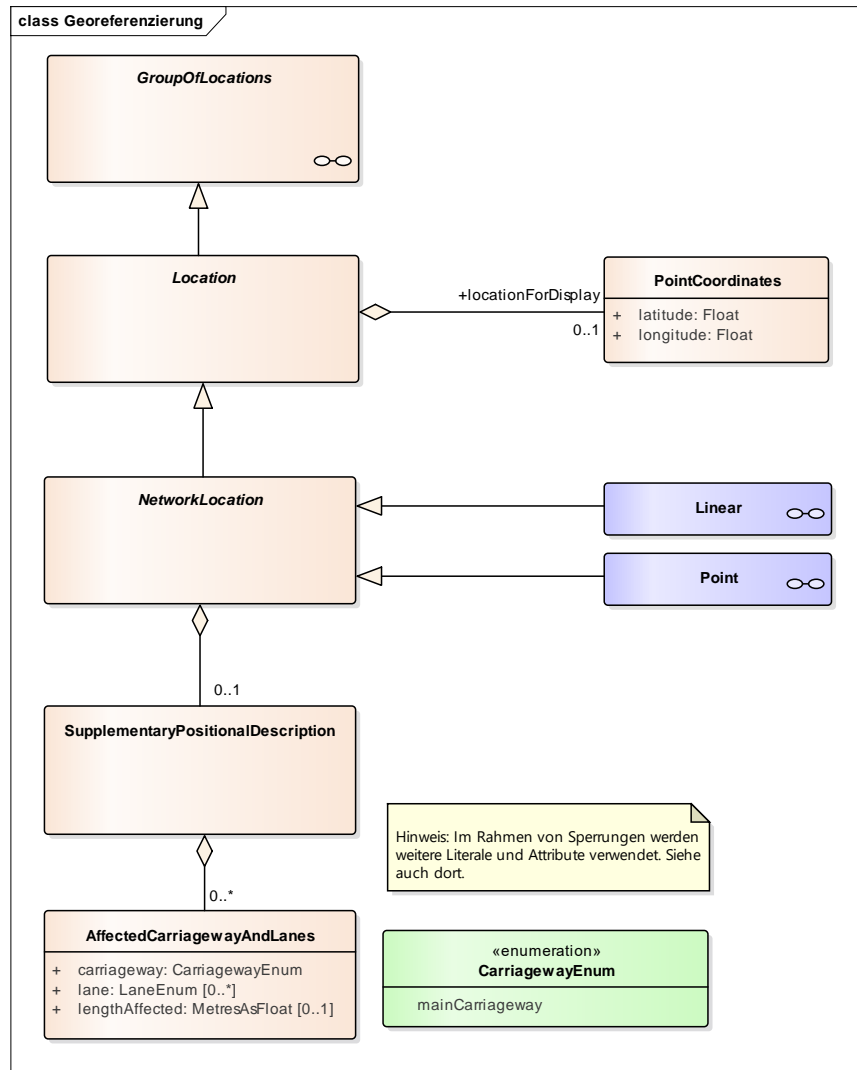 class Georeferenzierung
GroupOfLocations
Location
+locationForDisplay
0..1
PointCoordinates
+ latitude: Float
+ longitude: Float
NetworkLocation
Linear
Point
0..1
SupplementaryPositionalDescription
Hinweis: Im Rahmen von Sperrungen werden
weitere Literale und Attribute verwendet. Siehe
auch dort.
0..*
AffectedCarriagewayAndLanes
+ carriageway: CarriagewayEnum
+ lane: LaneEnum [0..*]
+ lengthAffected: MetresAsFloat [0..1]
«enumeration»
CarriagewayEnum
mainCarriageway